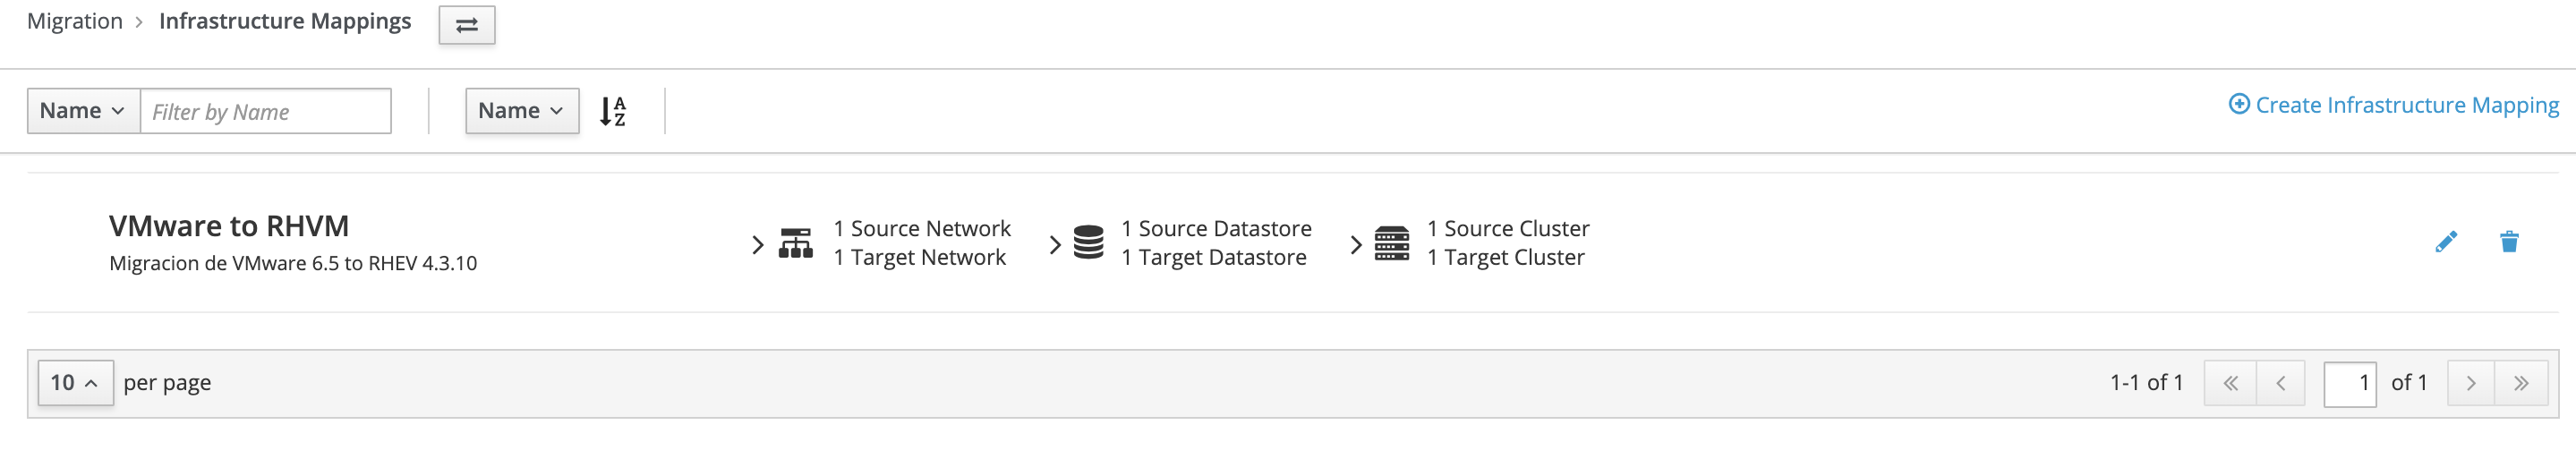 Migration > Infrastructure Mappings
Name Filter by Name Name A Z Create Infrastructure Mapping
VMware to RHVM
Migracion de VMware 6.5 to RHEV 4.3.10
1 Source Network
1 Target Network
1 Source Datastore
1 Target Datastore
1 Source Cluster
1 Target Cluster
10 per page 1-1 of 1 1 of 1